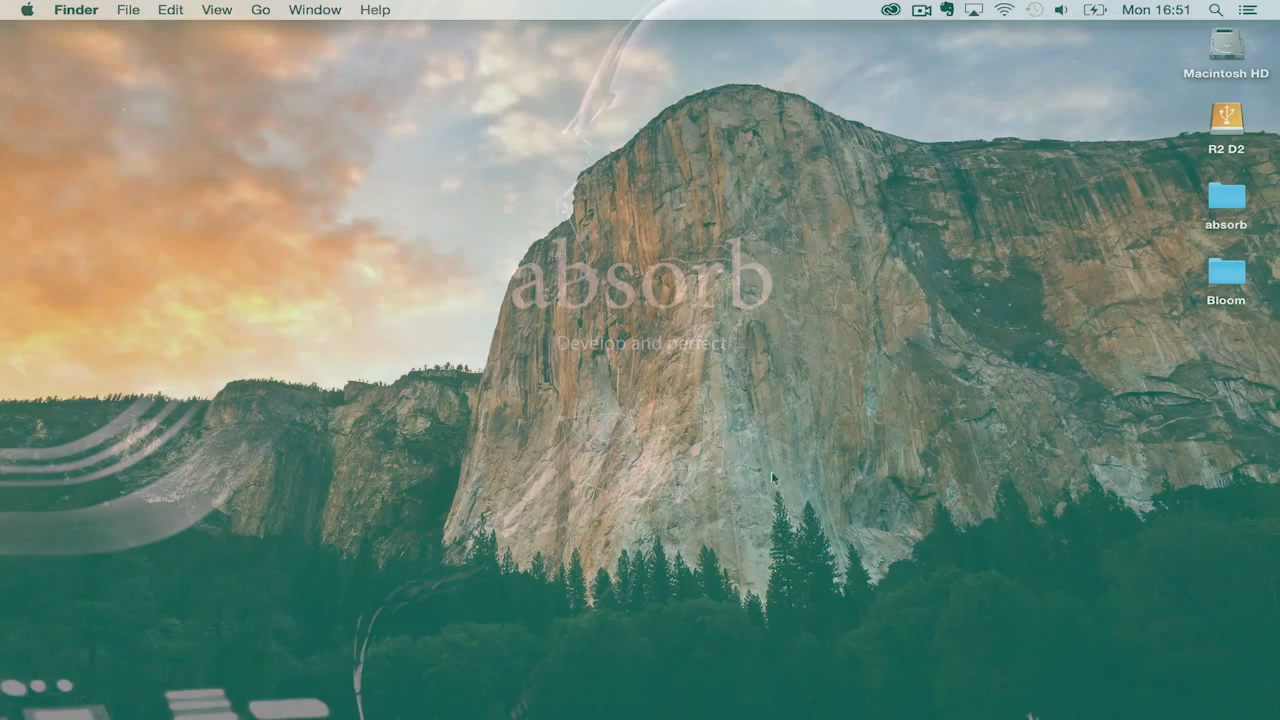 Finder File Edit View Go Window Help Mon 16:51
Macintosh HD
R2 D2
absorb
Bloom
absorb
Develop and perfect